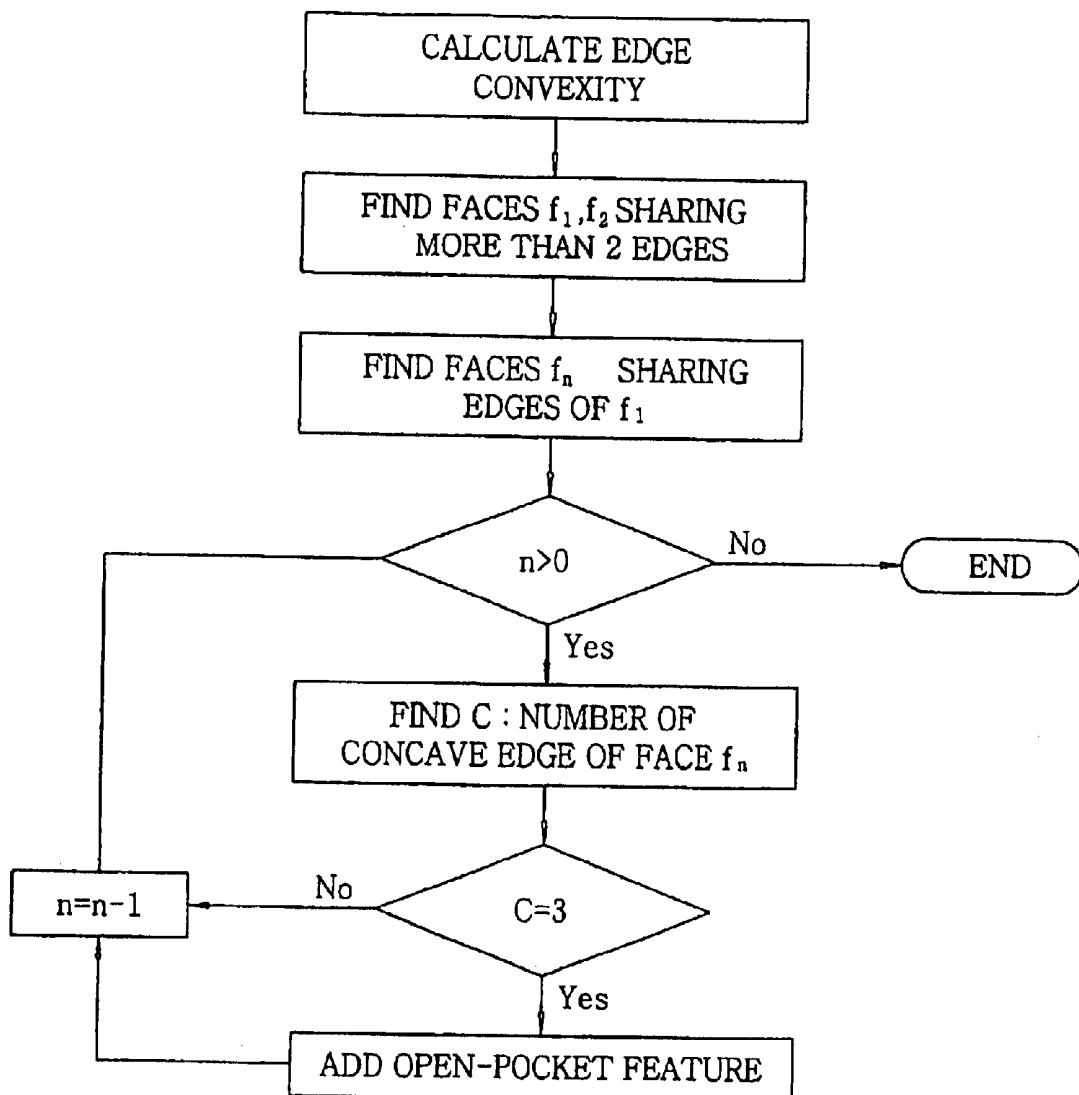 CALCULATE EDGE
CONVEXITY
FIND FACES f₁,f₂ SHARING
MORE THAN 2 EDGES
FIND FACES fₙ SHARING
EDGES OF f₁
n>0
No
END
Yes
FIND C : NUMBER OF
CONCAVE EDGE OF FACE fₙ
n=n-1
No
C=3
Yes
ADD OPEN-POCKET FEATURE